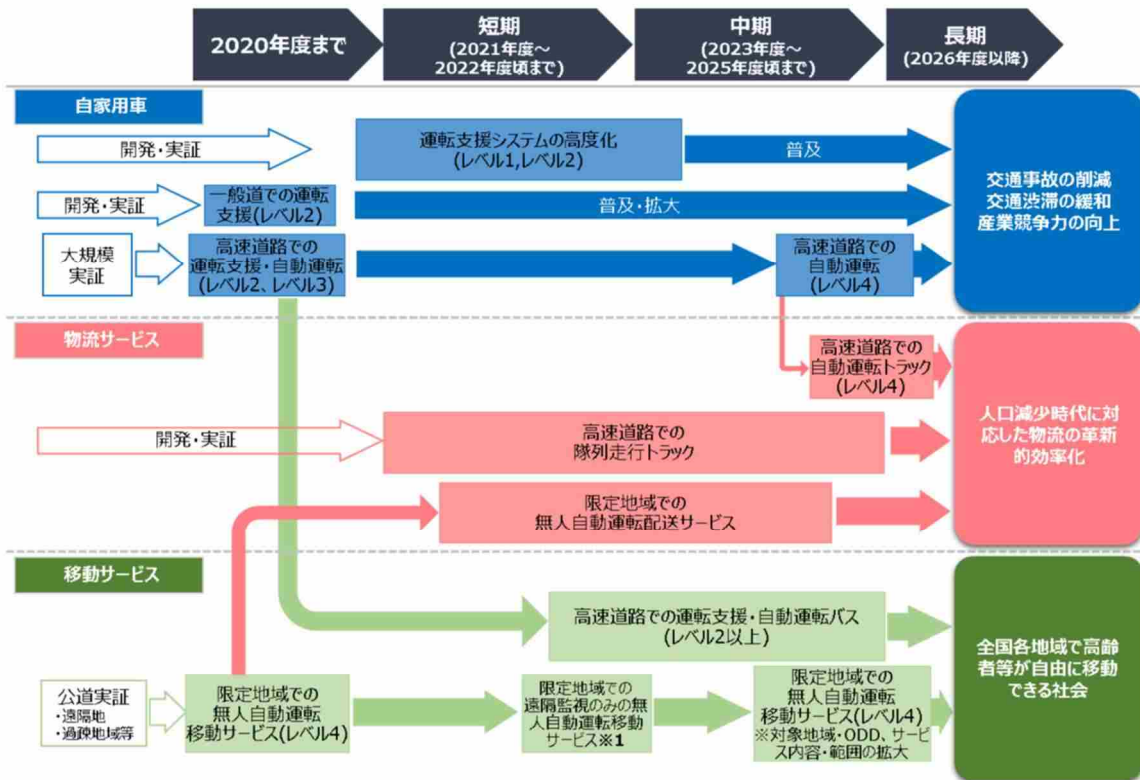 2020年度まで
短期
(2021年度～
2022年度頃まで)
中期
(2023年度～
2025年度頃まで)
長期
(2026年度以降)
自家用車
開発・実証
運転支援システムの高度化
(レベル1,レベル2)
普及
開発・実証
一般道での運転
支援(レベル2)
普及・拡大
大規模
実証
高速道路での
運転支援・自動運転
(レベル2、レベル3)
高速道路での
自動運転
(レベル4)
交通事故の削減
交通渋滞の緩和
産業競争力の向上
物流サービス
高速道路での
自動運転トラック
(レベル4)
開発・実証
高速道路での
隊列走行トラック
限定地域での
無人自動運転配送サービス
人口減少時代に対
応した物流の革新
的効率化
移動サービス
高速道路での運転支援・自動運転バス
(レベル2以上)
公道実証
・遠隔地
・過疎地域等
限定地域での
無人自動運転
移動サービス(レベル4)
限定地域での
遠隔監視のみの無
人自動運転移動
サービス※1
限定地域での
無人自動運転
移動サービス(レベル4)
※対象地域・ODD、サービ
ス内容・範囲の拡大
全国各地域で高齢
者等が自由に移動
できる社会